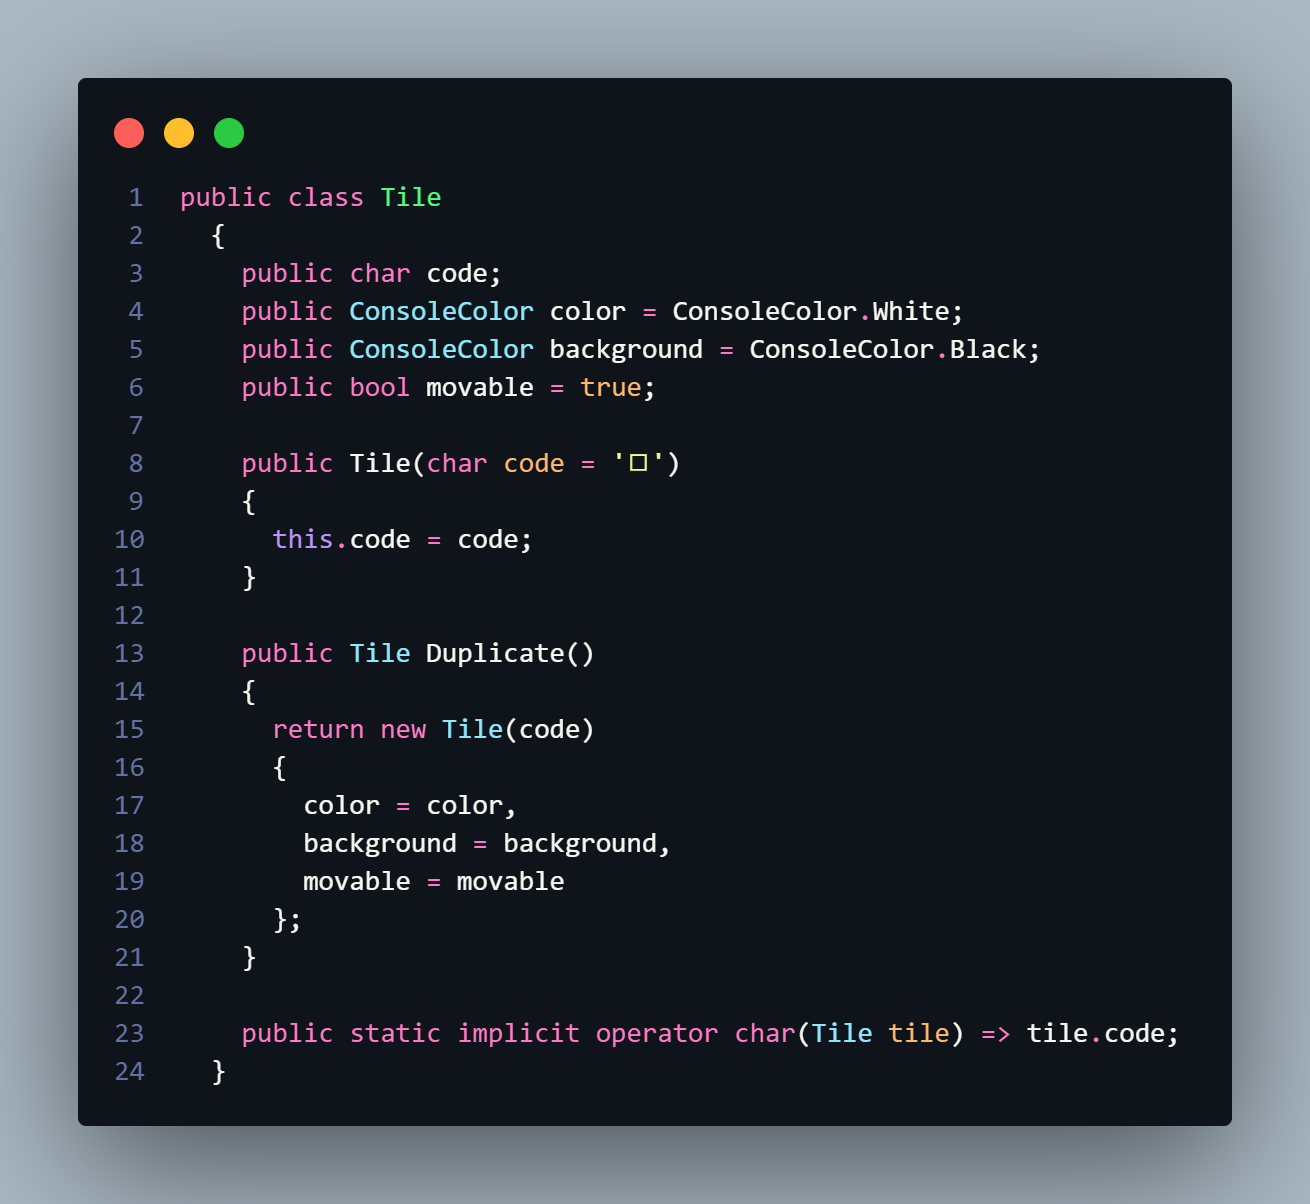 1 public class Tile
2 {
3 public char code;
4 public ConsoleColor color = ConsoleColor.White;
5 public ConsoleColor background = ConsoleColor.Black;
6 public bool movable = true;
7
8 public Tile(char code = '□')
9 {
10 this.code = code;
11 }
12
13 public Tile Duplicate()
14 {
15 return new Tile(code)
16 {
17 color = color,
18 background = background,
19 movable = movable
20 };
21 }
22
23 public static implicit operator char(Tile tile) => tile.code;
24 }